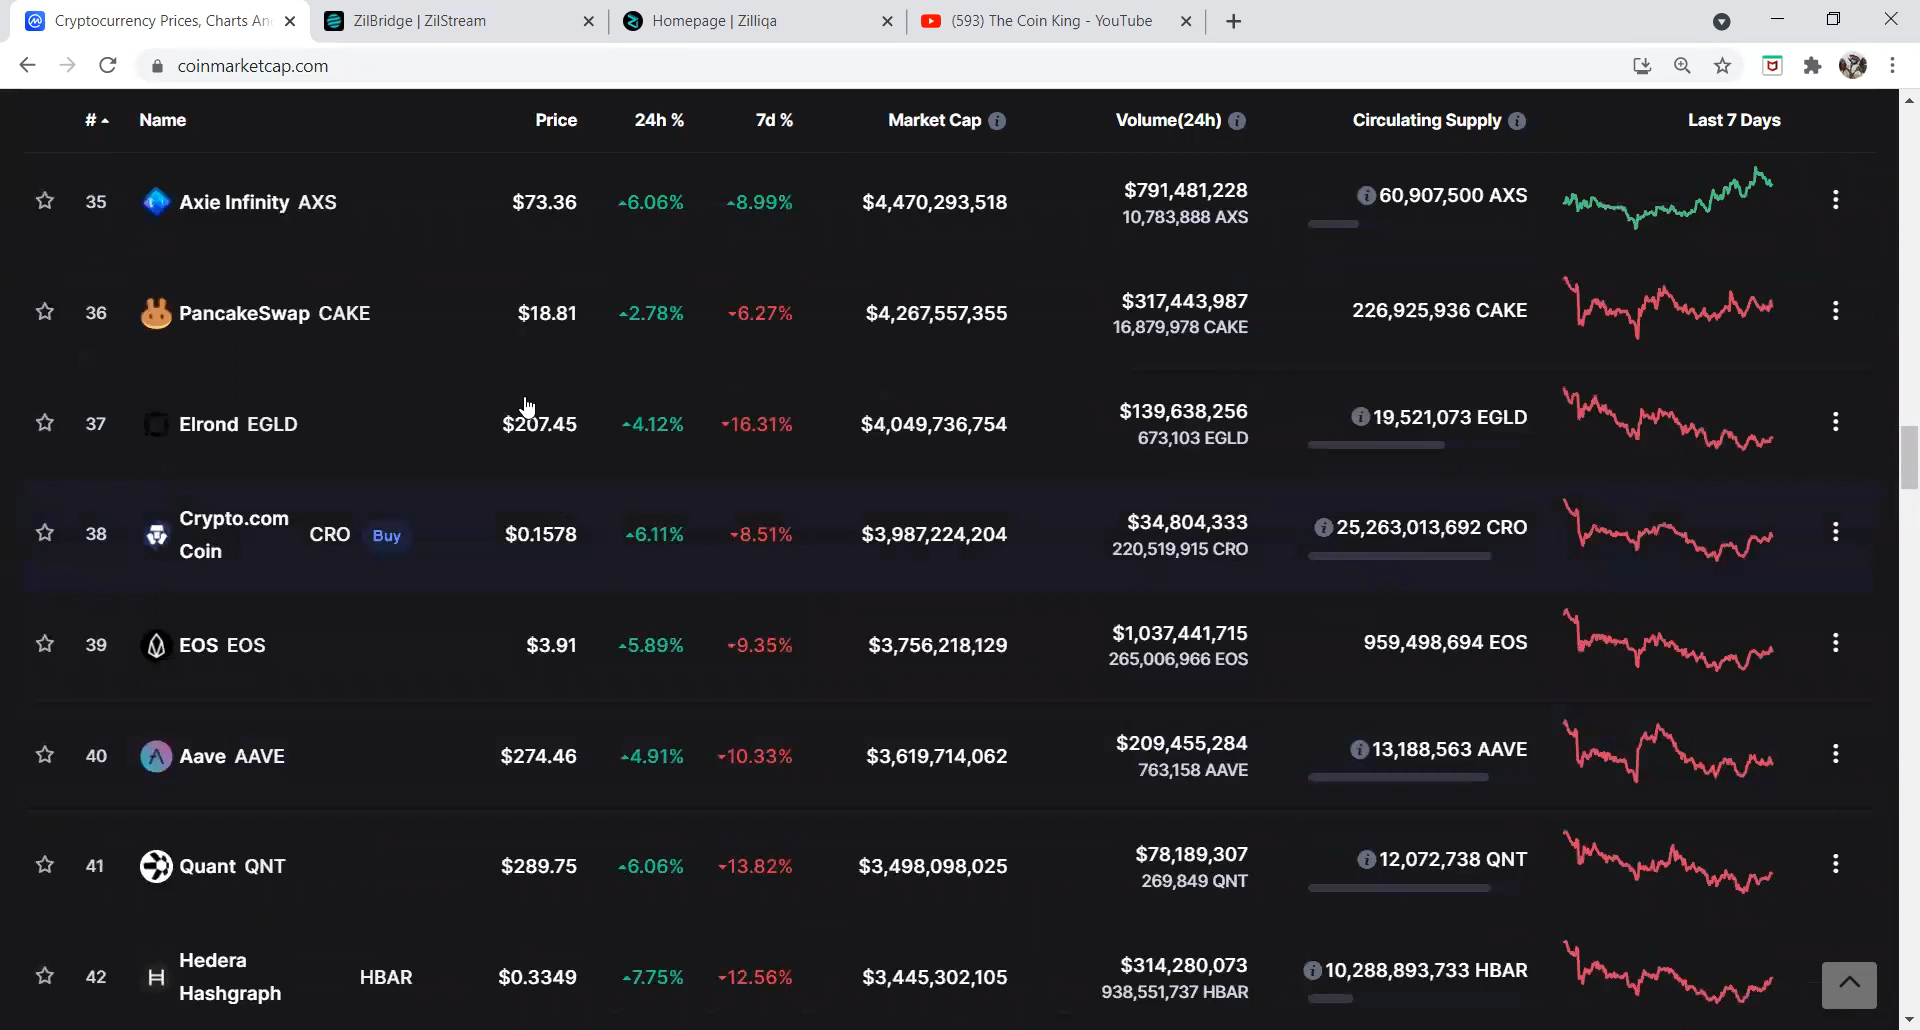 Cryptocurrency Prices, Charts An
ZilBridge | ZilStream
Homepage | Zilliqa
(593) The Coin King - YouTube
coinmarketcap.com
# Name Price 24h % 7d % Market Cap Volume(24h) Circulating Supply Last 7 Days
35 Axie Infinity AXS $73.36 6.06% 8.99% $4,470,293,518 $791,481,228 60,907,500 AXS
10,783,888 AXS
36 PancakeSwap CAKE $18.81 2.78% 6.27% $4,267,557,355 $317,443,987 226,925,936 CAKE
16,879,978 CAKE
37 Elrond EGLD $207.45 4.12% 16.31% $4,049,736,754 $139,638,256 19,521,073 EGLD
673,103 EGLD
38 Crypto.com Coin CRO Buy $0.1578 6.11% 8.51% $3,987,224,204 $34,804,333 25,263,013,692 CRO
220,519,915 CRO
39 EOS EOS $3.91 5.89% 9.35% $3,756,218,129 $1,037,441,715 959,498,694 EOS
265,006,966 EOS
40 Aave AAVE $274.46 4.91% 10.33% $3,619,714,062 $209,455,284 13,188,563 AAVE
763,158 AAVE
41 Quant QNT $289.75 6.06% 13.82% $3,498,098,025 $78,189,307 12,072,738 QNT
269,849 QNT
42 Hedera Hashgraph HBAR $0.3349 7.75% 12.56% $3,445,302,105 $314,280,073 10,288,893,733 HBAR
938,551,737 HBAR